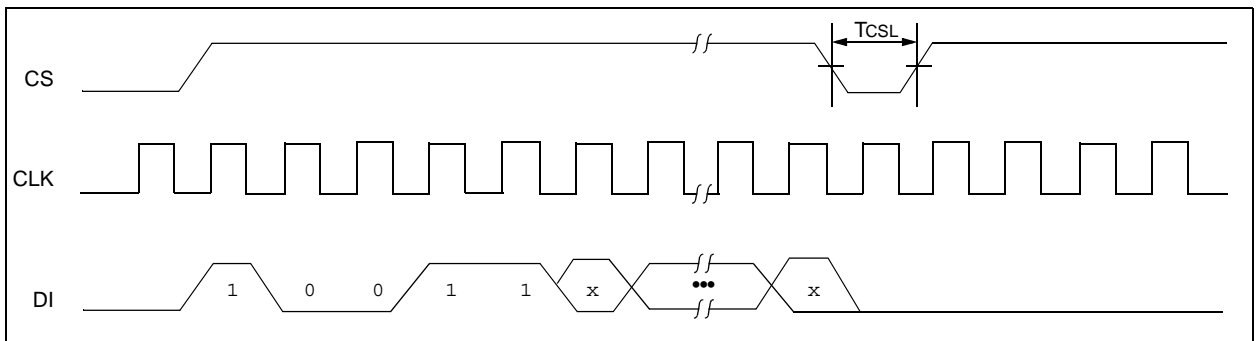 TCSL
CS
CLK
DI 1 0 0 1 1 x ••• x